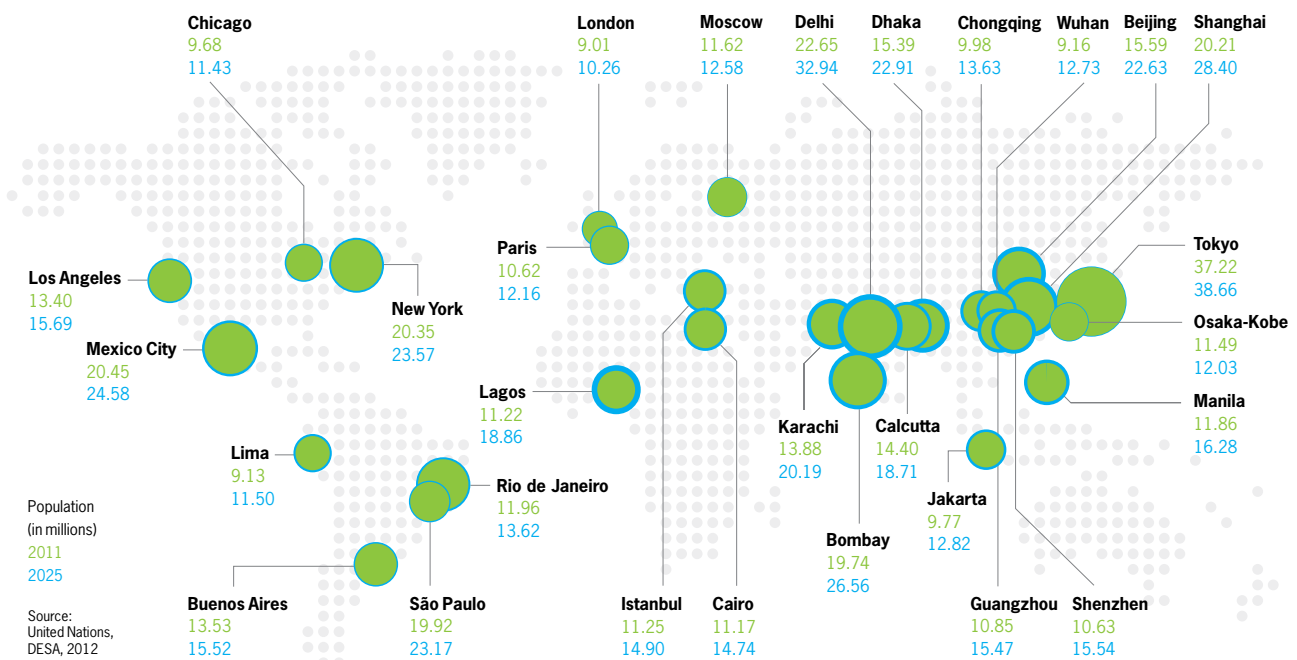 Chicago
9.68
11.43
London
9.01
10.26
Moscow
11.62
12.58
Delhi
22.65
32.94
Dhaka
15.39
22.91
Chongqing
9.98
13.63
Wuhan
9.16
12.73
Beijing
15.59
22.63
Shanghai
20.21
28.40
Los Angeles
13.40
15.69
Mexico City
20.45
24.58
New York
20.35
23.57
Paris
10.62
12.16
Tokyo
37.22
38.66
Osaka-Kobe
11.49
12.03
Manila
11.86
16.28
Lagos
11.22
18.86
Karachi
13.88
20.19
Calcutta
14.40
18.71
Lima
9.13
11.50
Rio de Janeiro
11.96
13.62
Jakarta
9.77
12.82
Bombay
19.74
26.56
Population
(in millions)
2011
2025
Source:
United Nations,
DESA, 2012
Buenos Aires
13.53
15.52
São Paulo
19.92
23.17
Istanbul
11.25
14.90
Cairo
11.17
14.74
Guangzhou
10.85
15.47
Shenzhen
10.63
15.54